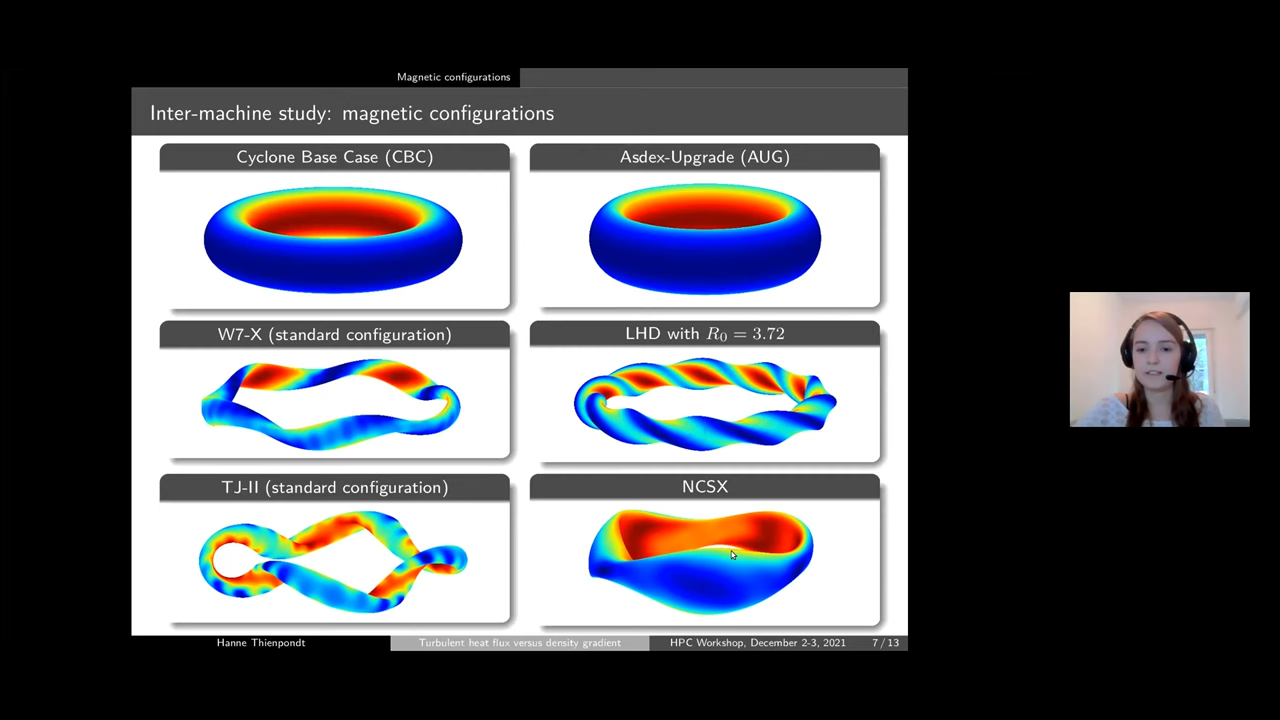 Magnetic configurations
Inter-machine study: magnetic configurations
Cyclone Base Case (CBC)
Asdex-Upgrade (AUG)
W7-X (standard configuration)
LHD with R₀ = 3.72
TJ-II (standard configuration)
NCSX
Hanne Thienpondt
Turbulent heat flux versus density gradient
HPC Workshop, December 2-3, 2021
7 / 13